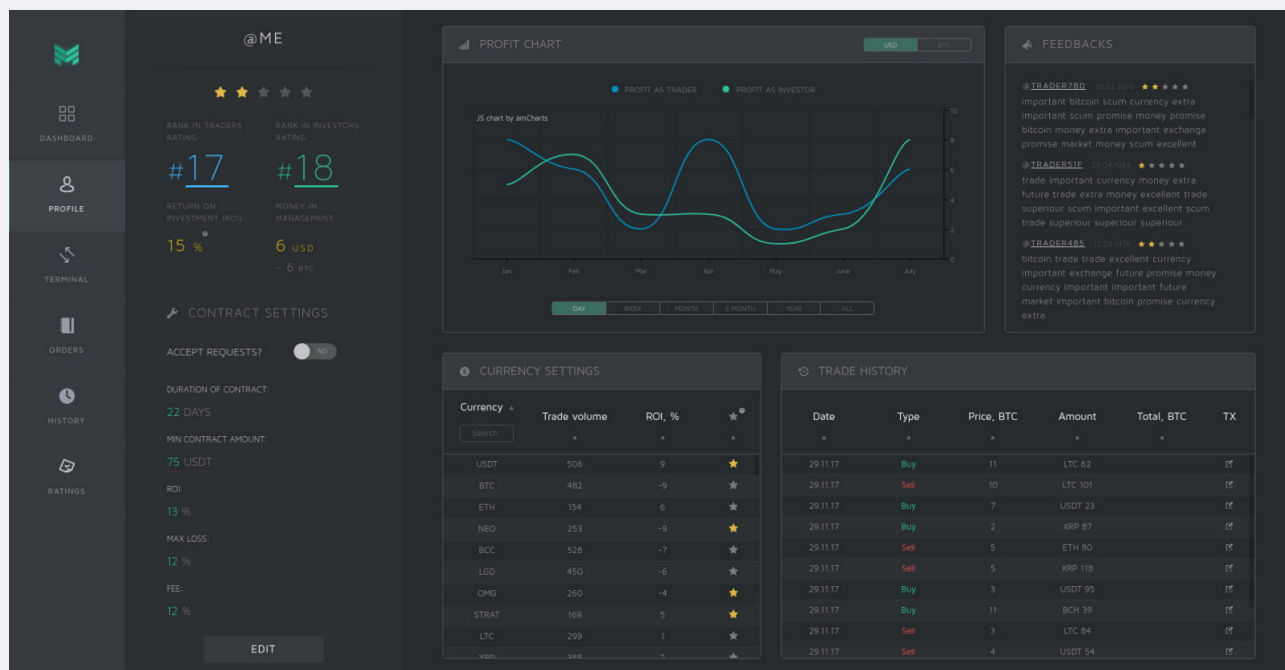 @ME
RANK IN TRADERS RATING:
#17
RANK IN INVESTORS RATING:
#18
RETURN ON INVESTMENT (ROI)
15 %
MONEY IN MANAGEMENT
6 USD
~ 6 BTC
DASHBOARD
PROFILE
TERMINAL
ORDERS
HISTORY
RATINGS
CONTRACT SETTINGS
ACCEPT REQUESTS?
NO
DURATION OF CONTRACT:
22 DAYS
MIN CONTRACT AMOUNT:
75 USDT
ROI:
13 %
MAX LOSS:
12 %
FEE:
12 %
EDIT
PROFIT CHART
USD BTC
PROFIT AS TRADER PROFIT AS INVESTOR
JS chart by amCharts
10
8
6
4
2
0
Jan Feb Mar Apr May June July
DAY WEEK MONTH 6 MONTH YEAR ALL
FEEDBACKS
@TRADER7BD 29.03.2010
important bitcoin scum currency extra
important scum promise money promise
bitcoin money extra important exchange
promise market money scum excellent
@TRADER51E 29.04.1984
trade important currency money extra
future trade extra money excellent trade
superiour scum important excellent scum
trade superiour superiour superiour
@TRADER485
bitcoin trade trade excellent currency
important exchange future promise money
currency important important future
market important bitcoin promise currency
extra
CURRENCY SETTINGS
Currency Trade volume ROI, %
Search
USDT 506 9
BTC 482 -9
ETH 154 6
NEO 253 -9
BCC 528 -7
LGD 450 -6
OMG 260 -4
STRAT 169 5
LTC 299 1
XRP 385 2
TRADE HISTORY
Date Type Price, BTC Amount Total, BTC TX
29.11.17 Buy 11 LTC 62
29.11.17 Sell 10 LTC 101
29.11.17 Buy 7 USDT 23
29.11.17 Buy 2 XRP 87
29.11.17 Sell 5 ETH 80
29.11.17 Sell 5 XRP 118
29.11.17 Buy 3 USDT 95
29.11.17 Buy 11 BCH 39
29.11.17 Sell 3 LTC 84
29.11.17 Sell 4 USDT 54